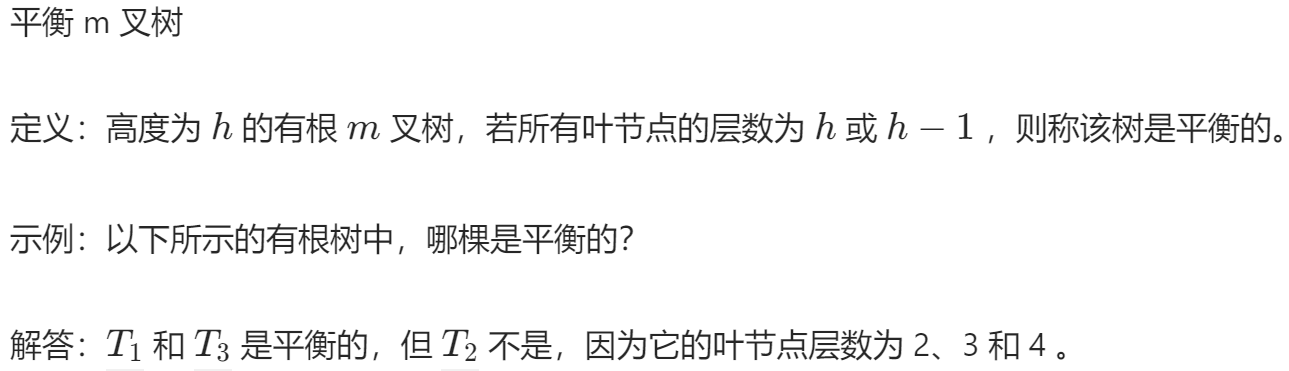 平衡 m 叉树
定义：高度为 h 的有根 m 叉树，若所有叶节点的层数为 h 或 h − 1 ，则称该树是平衡的。
示例：以下所示的有根树中，哪棵是平衡的？
解答：T₁ 和 T₃ 是平衡的，但 T₂ 不是，因为它的叶节点层数为 2、3 和 4 。